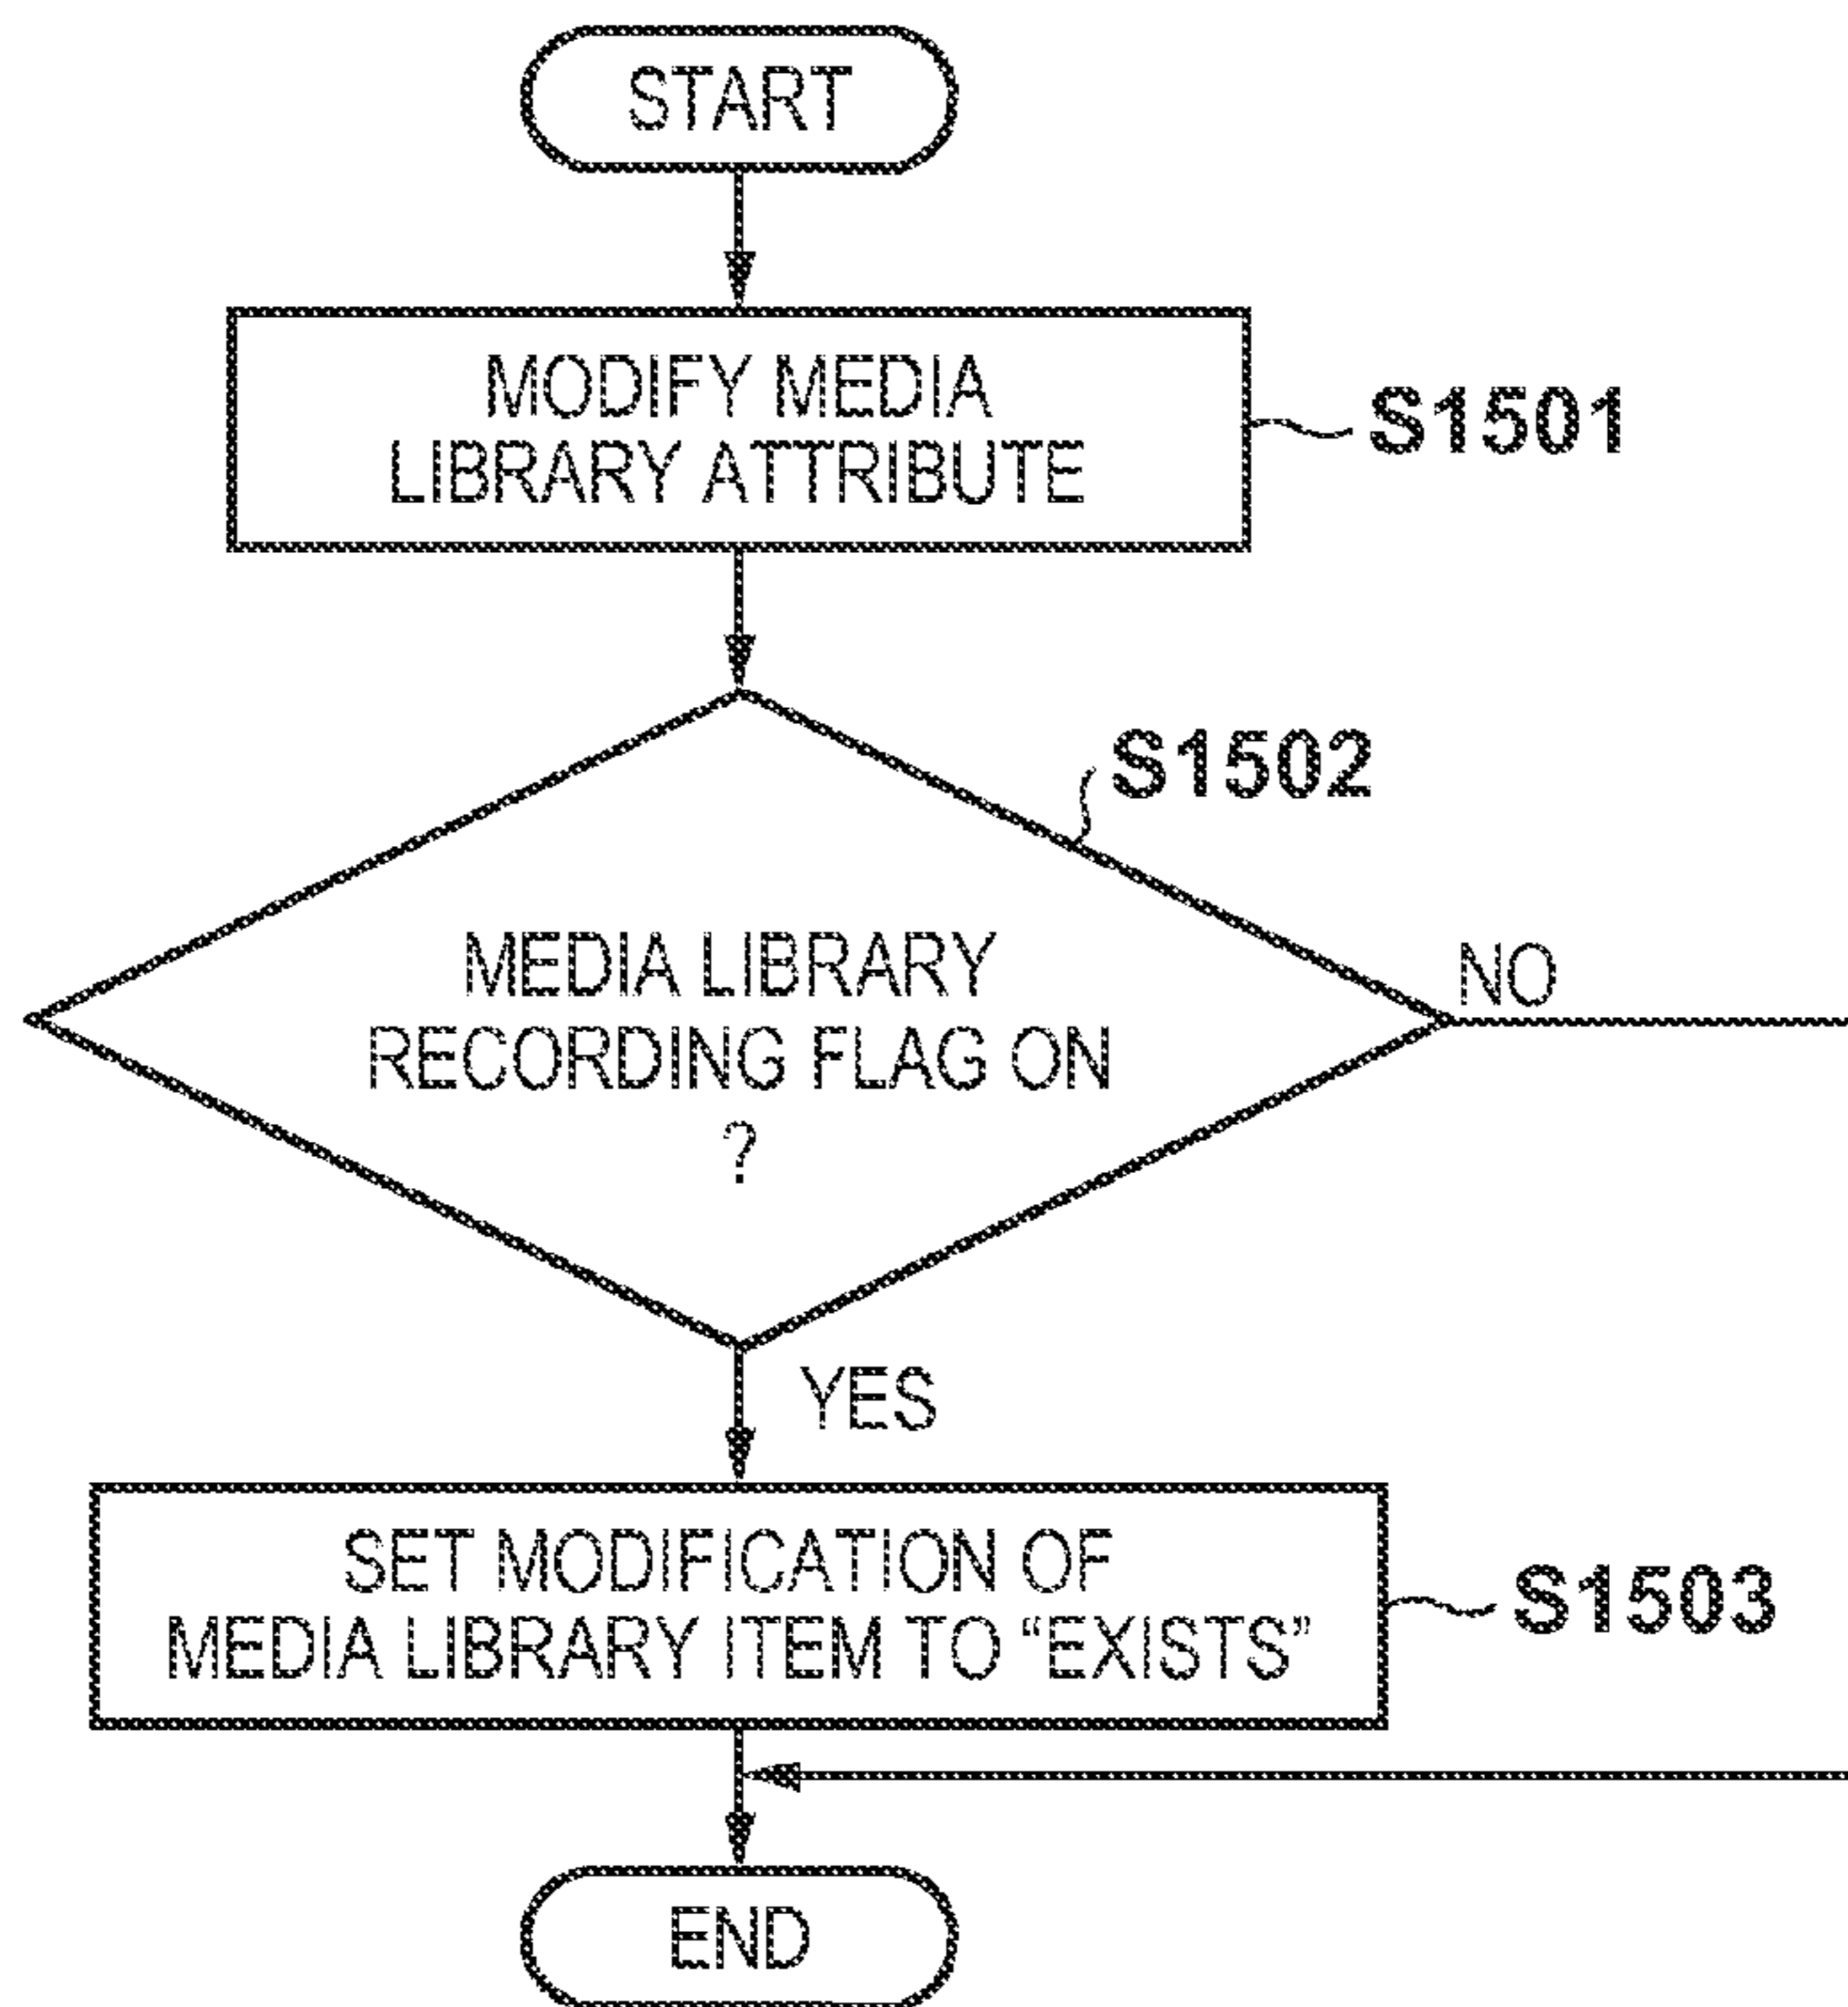 START
MODIFY MEDIA
LIBRARY ATTRIBUTE
S1501
S1502
MEDIA LIBRARY
RECORDING FLAG ON
?
NO
YES
SET MODIFICATION OF
MEDIA LIBRARY ITEM TO “EXISTS”
S1503
END